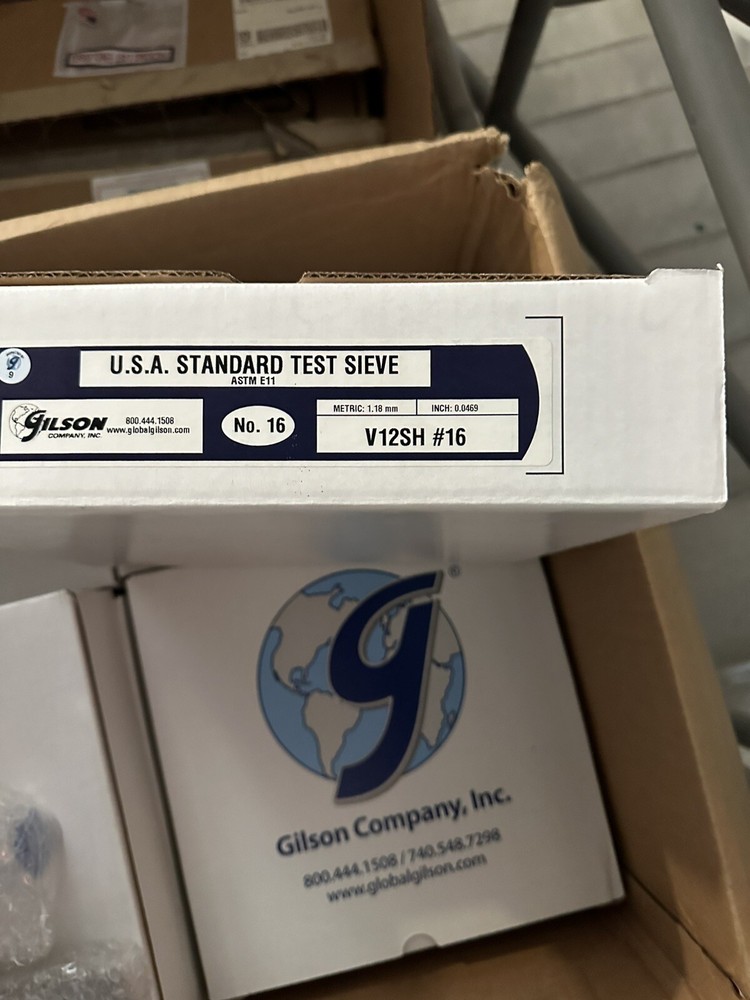 9
U.S.A. STANDARD TEST SIEVE
ASTM E11
GILSON
COMPANY, INC.
800.444.1508
www.globalgilson.com
No. 16
METRIC: 1.18 mm
INCH: 0.0469
V12SH #16
g®
Gilson Company, Inc.
800.444.1508 / 740.548.7298
www.globalgilson.com